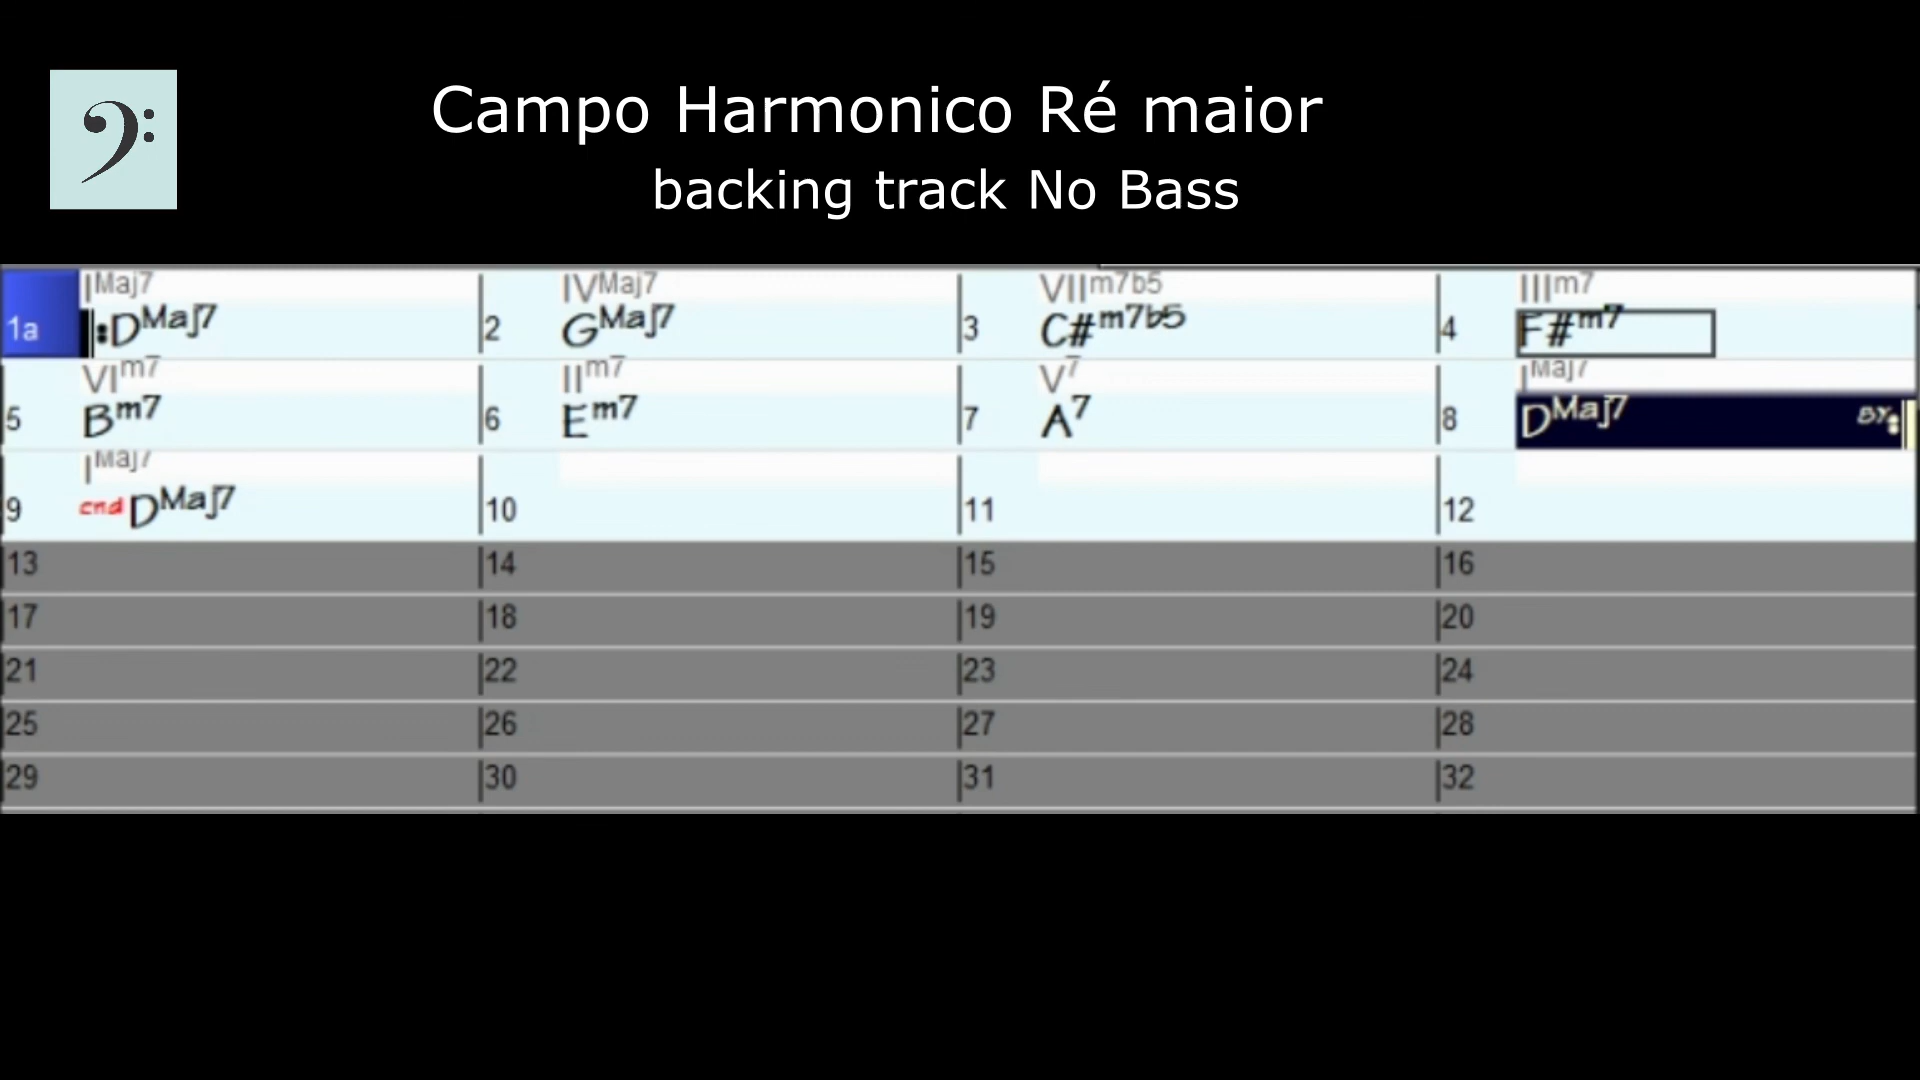 Campo Harmonico Ré maior
backing track No Bass
IMaj7 IVMaj7 VIIm7b5 IIIm7
1a DMaj7 2 GMaj7 3 C#m7b5 4 F#m7
VIm7 IIm7 V7 IMaj7
5 Bm7 6 Em7 7 A7 8 DMaj7
IMaj7
9 end DMaj7 10 11 12
13 14 15 16
17 18 19 20
21 22 23 24
25 26 27 28
29 30 31 32